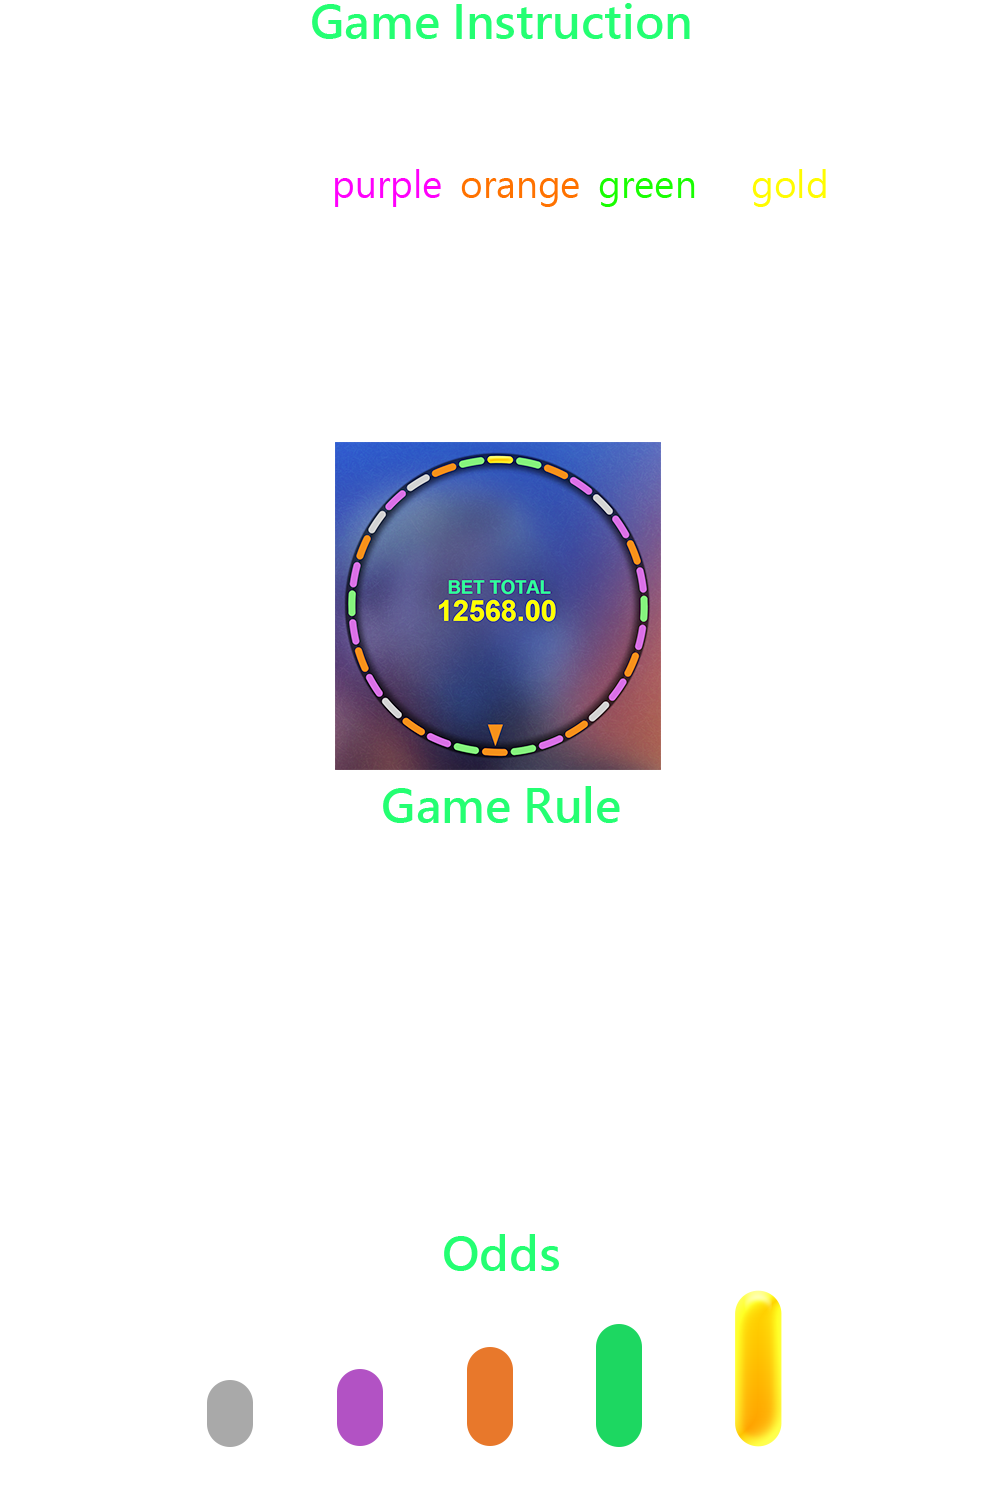 Game Instruction
purple orange green gold
BET TOTAL
12568.00
Game Rule
Odds